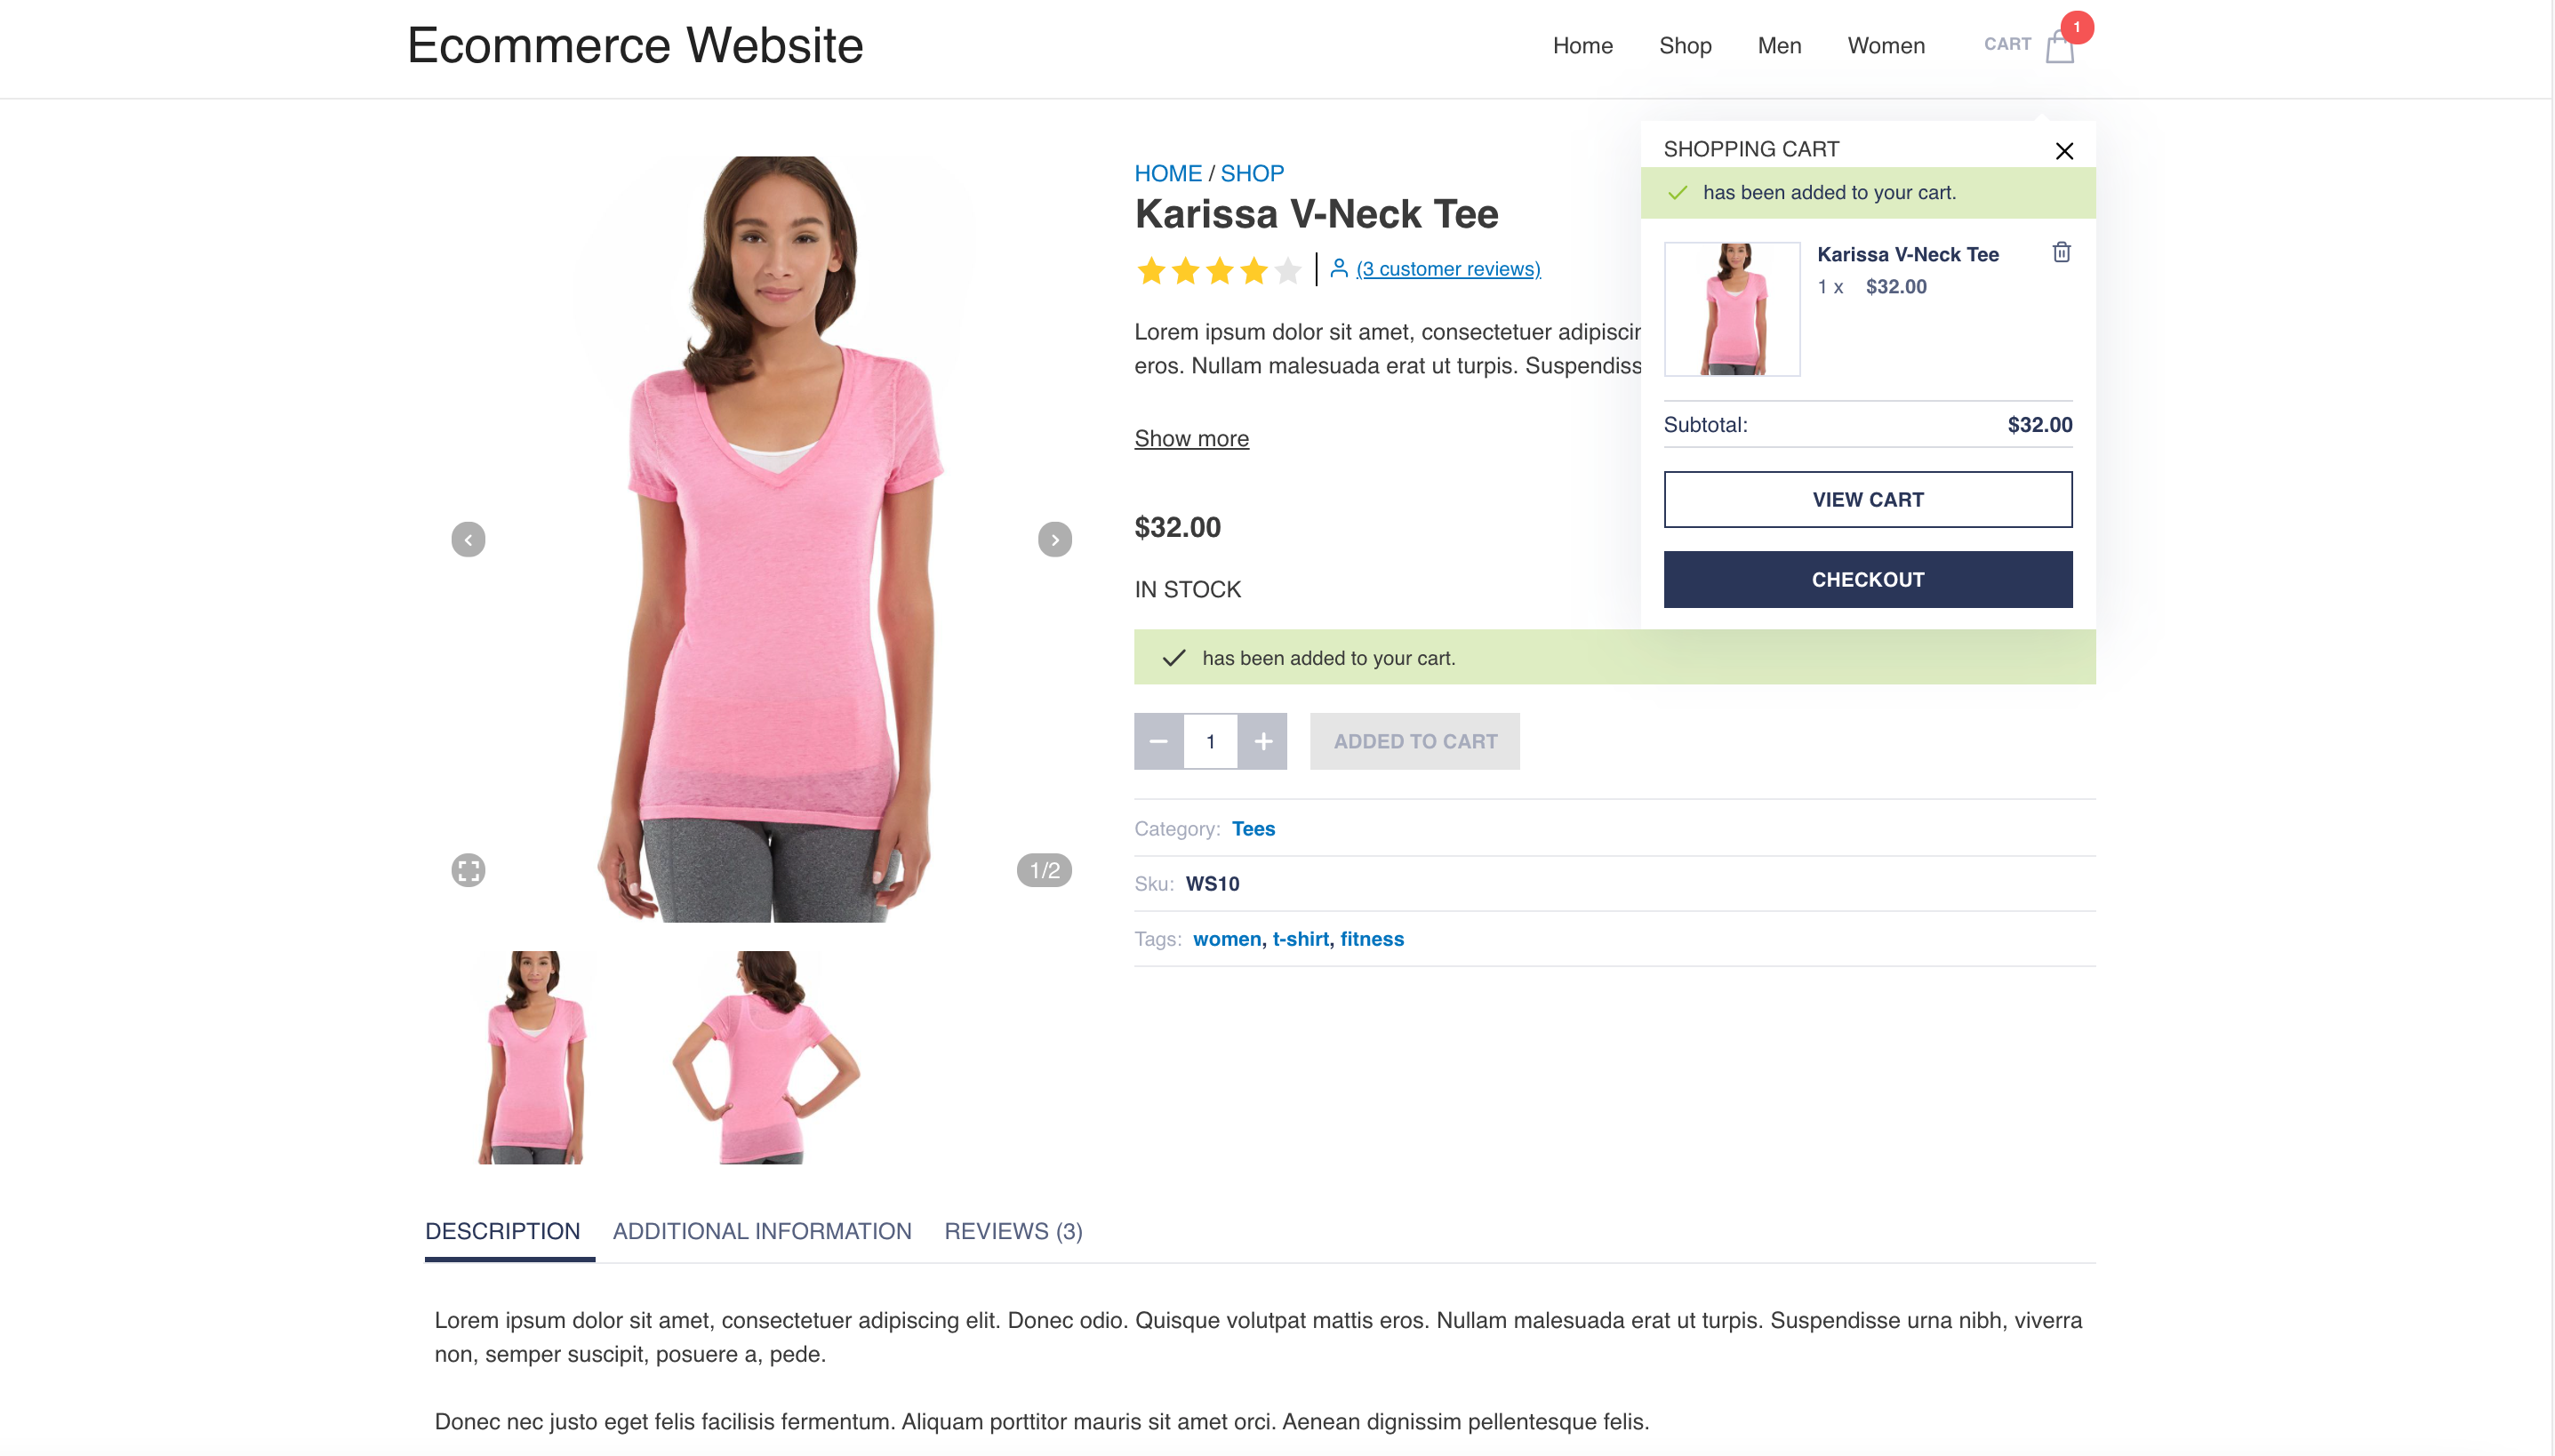 Ecommerce Website
Home Shop Men Women CART 1
SHOPPING CART
has been added to your cart.
Karissa V-Neck Tee
1 x $32.00
Subtotal: $32.00
VIEW CART
CHECKOUT
HOME / SHOP
Karissa V-Neck Tee
(3 customer reviews)
Lorem ipsum dolor sit amet, consectetuer
eros. Nullam malesuada erat ut turpis.
Show more
$32.00
IN STOCK
has been added to your cart.
1 ADDED TO CART
Category: Tees
Sku: WS10
Tags: women, t-shirt, fitness
1/2
DESCRIPTION ADDITIONAL INFORMATION REVIEWS (3)
Lorem ipsum dolor sit amet, consectetuer adipiscing elit. Donec odio. Quisque volutpat mattis eros. Nullam malesuada erat ut turpis. Suspendisse urna nibh, viverra
non, semper suscipit, posuere a, pede.
Donec nec justo eget felis facilisis fermentum. Aliquam porttitor mauris sit amet orci. Aenean dignissim pellentesque felis.